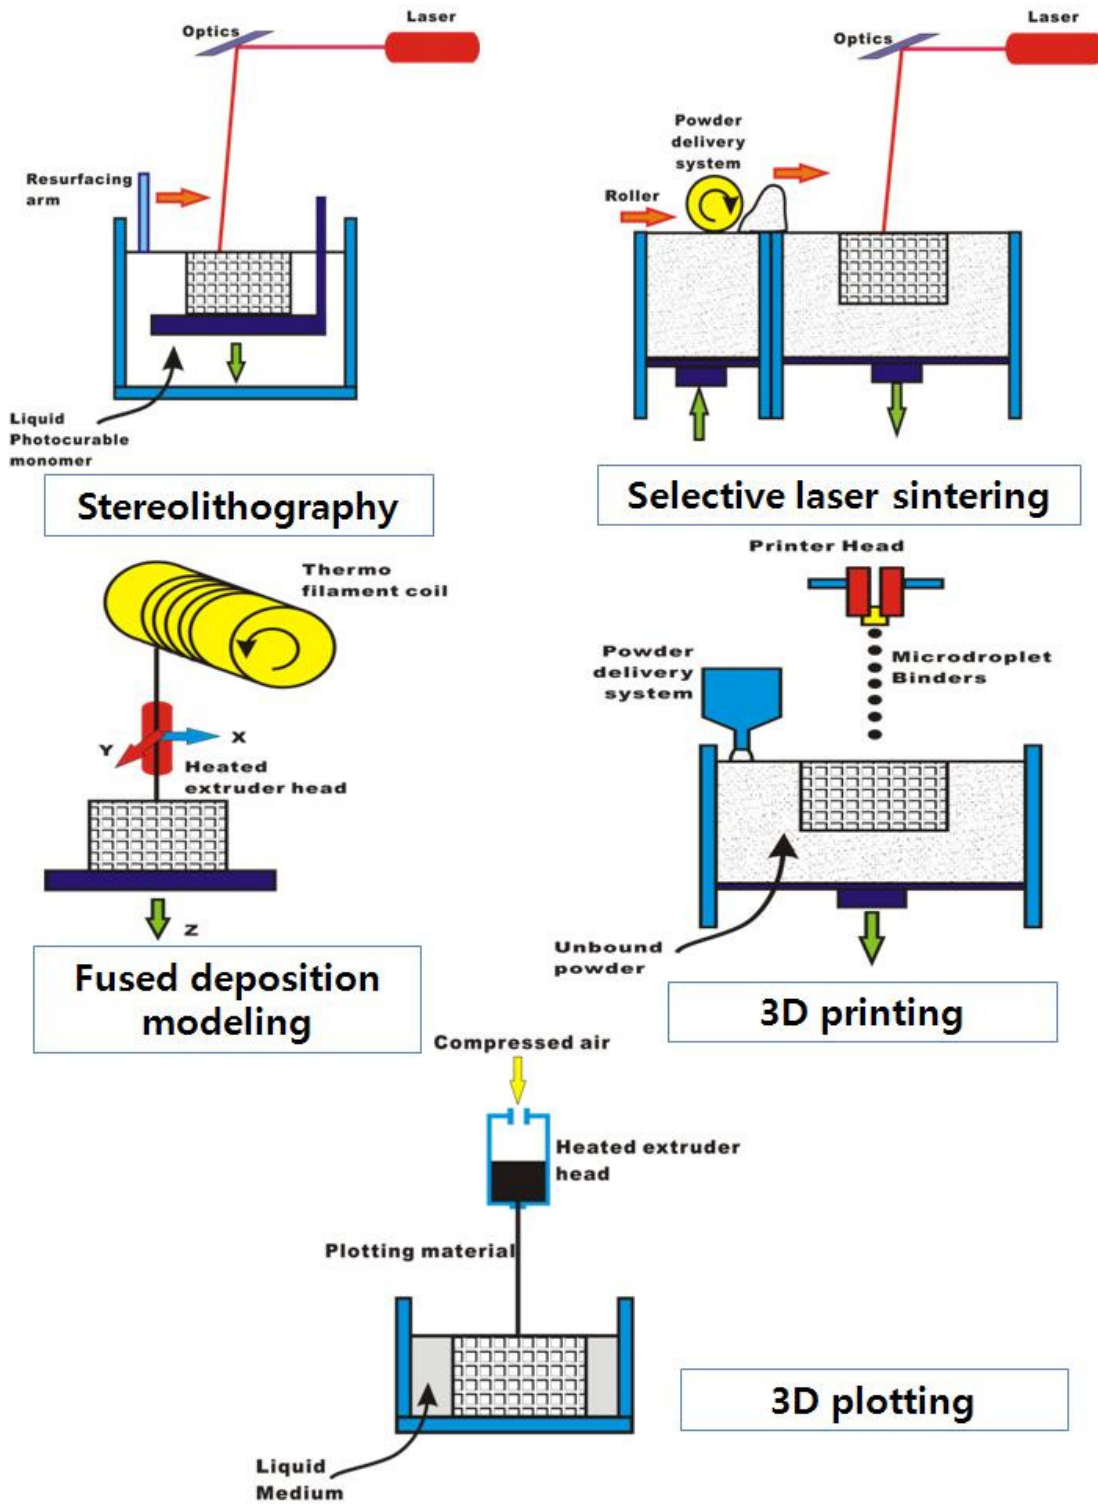 Laser
Optics
Resurfacing
arm
Liquid
Photocurable
monomer
Stereolithography
Laser
Optics
Powder
delivery
system
Roller
Selective laser sintering
Thermo
filament coil
Y
X
Heated
extruder head
Z
Fused deposition
modeling
Printer Head
Powder
delivery
system
Microdroplet
Binders
Unbound
powder
3D printing
Compressed air
Heated extruder
head
Plotting material
Liquid
Medium
3D plotting